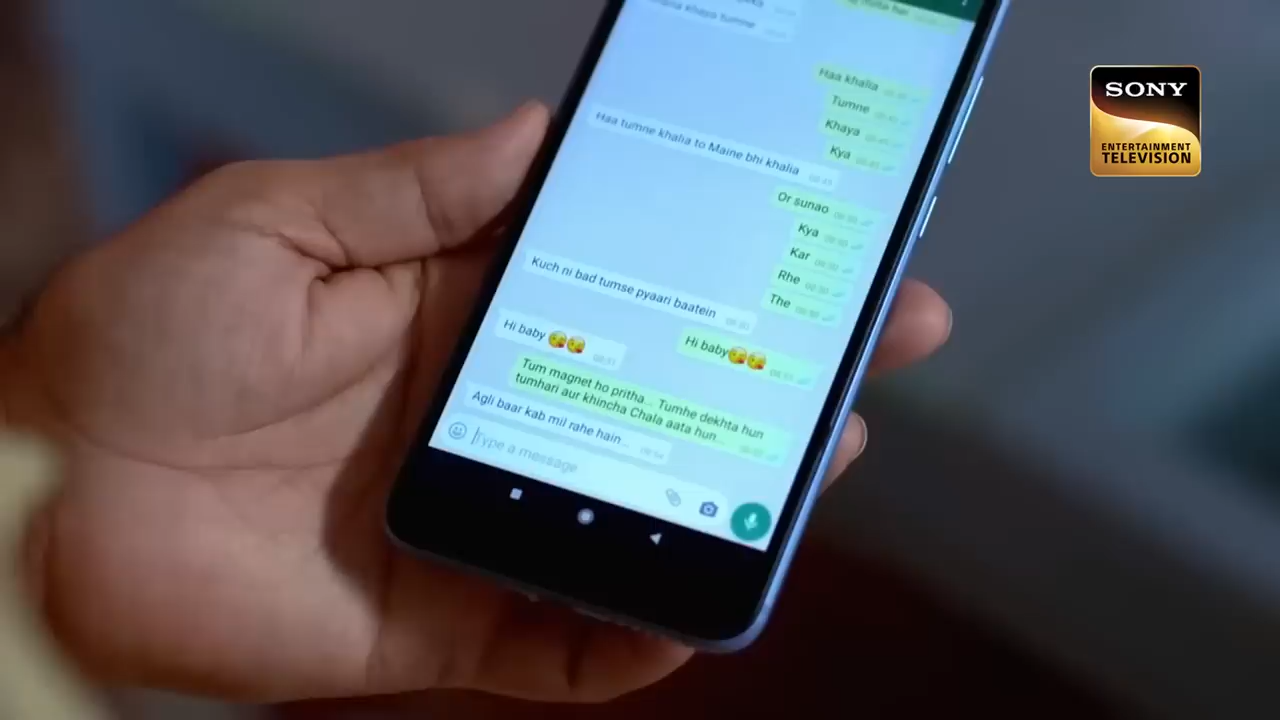 khaya tumne
SONY
ENTERTAINMENT
TELEVISION
Haa khalia
Tumne
Khaya
Kya
Haa tumne khalia to Maine bhi khalia
Or sunao
Kya
Kar
Rhe
The
Kuch ni bad tumse pyaari baatein
Hi baby 😘😘
Hi baby😘😘
Tum magnet ho pritha... Tumhe dekhta hun
tumhari aur khincha Chala aata hun...
Agli baar kab mil rahe hain...
Type a message